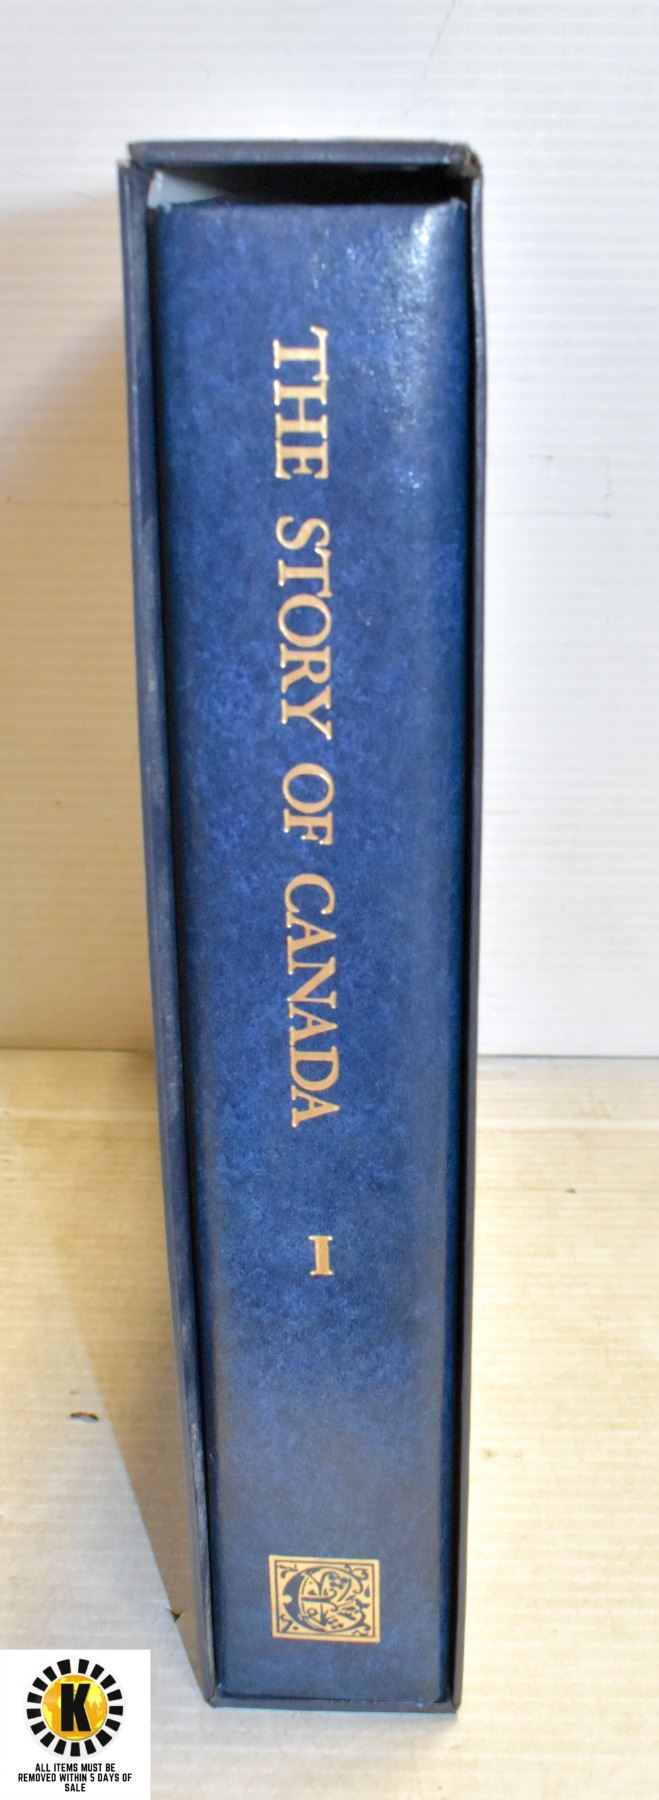 THE STORY OF CANADA I
K
ALL ITEMS MUST BE
REMOVED WITHIN 5 DAYS OF
SALE